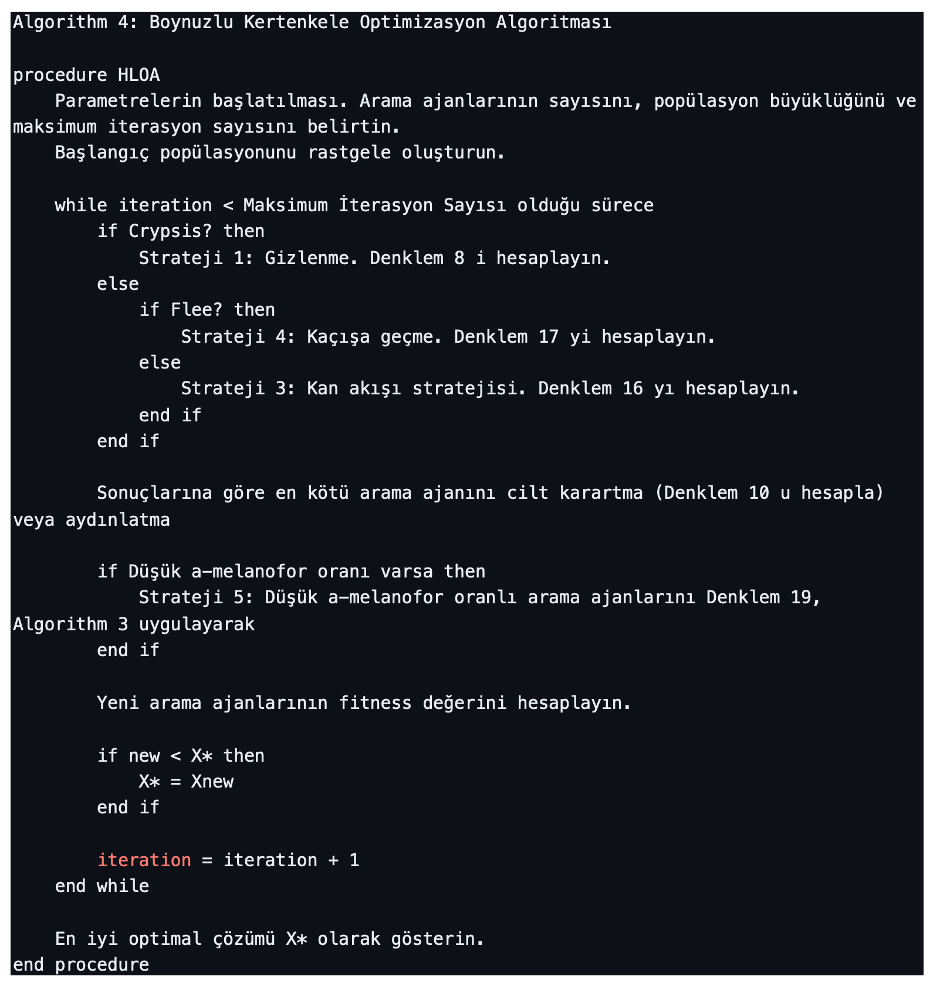 Algorithm 4: Boynuzlu Kertenkele Optimizasyon Algoritması
procedure HLOA
Parametrelerin başlatılması. Arama ajanlarının sayısını, popülasyon büyüklüğünü ve
maksimum iterasyon sayısını belirtin.
Başlangıç popülasyonunu rastgele oluşturun.
while iteration < Maksimum İterasyon Sayısı olduğu sürece
if Crypsis? then
Strateji 1: Gizlenme. Denklem 8 i hesaplayın.
else
if Flee? then
Strateji 4: Kaçışa geçme. Denklem 17 yi hesaplayın.
else
Strateji 3: Kan akışı stratejisi. Denklem 16 yı hesaplayın.
end if
end if
Sonuçlarına göre en kötü arama ajanını cilt karartma (Denklem 10 u hesapla)
veya aydınlatma
if Düşük a-melanofor oranı varsa then
Strateji 5: Düşük a-melanofor oranlı arama ajanlarını Denklem 19,
Algorithm 3 uygulayarak
end if
Yeni arama ajanlarının fitness değerini hesaplayın.
if new < X* then
X* = Xnew
end if
iteration = iteration + 1
end while
En iyi optimal çözümü X* olarak gösterin.
end procedure